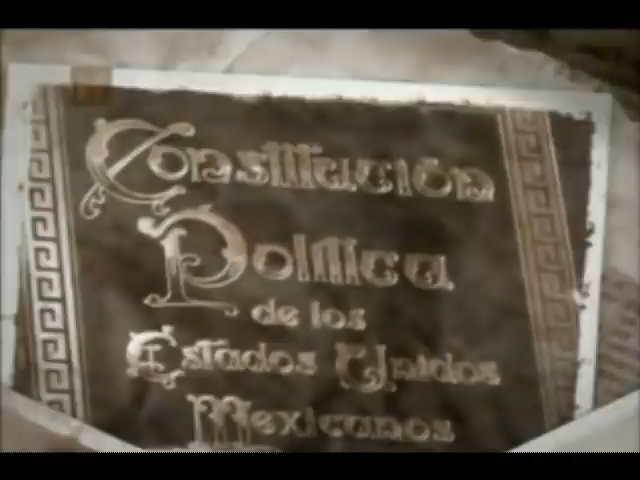 Constitución
Política
de los
Estados Unidos
Mexicanos